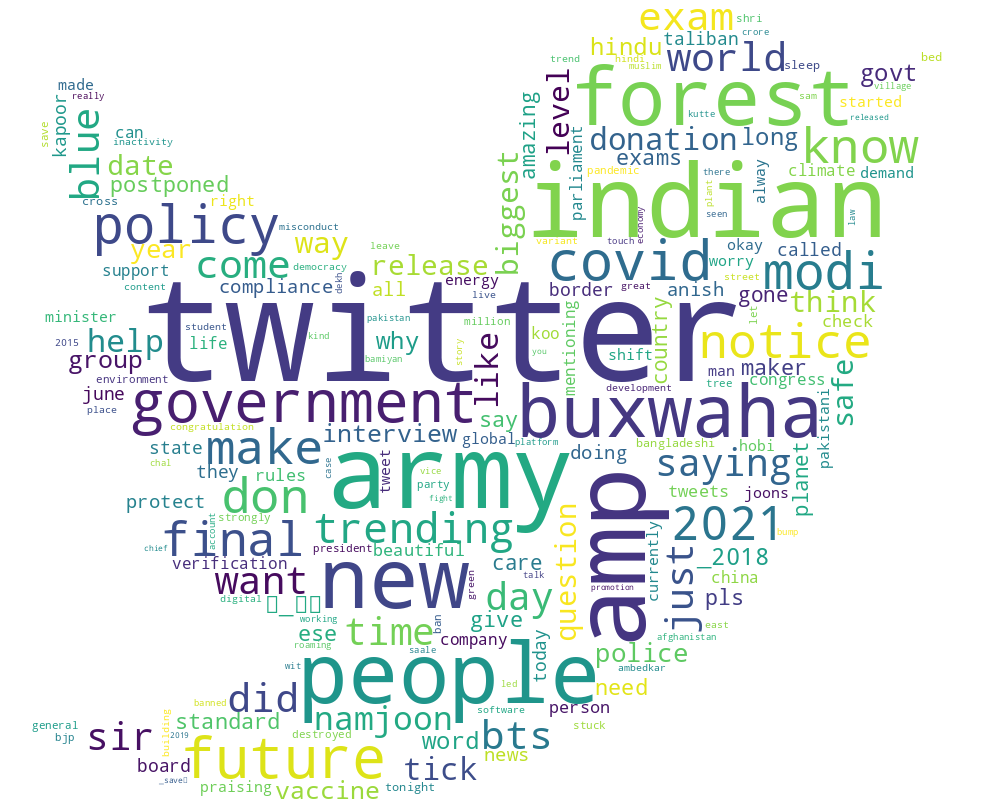 exam
shri
crore
hindu
taliban
trend
hindi
muslim
world
sleep
govt
bed
made
really
blue
save
kapoor
can
inactivity
date
postponed
cross
right
policy
misconduct
year
way
support
content
come
compliance
democracy
dekh
all
leave
release
energy
live
biggest
amazing
level
forest
kutte
sam
village
started
released
donation
long
know
exams
parliament
pandemic
there
seen
plant
alway
climate
demand
law
indian
economy
variant
touch
covid
okay
worry
called
street
modi
border
great
anish
gone
let
think
check
twitter
minister
2015
student
life
pakistan
million
kind
bamiyan
why
like
story
koo
you
mentioning
shift
country
notice
help
group
environment
june
place
government
development
man
tree
maker
congress
safe
pakistani
buxwaha
congratulation
say
make
interview
global
platform
doing
bangladeshi
hobi
state
chal
they
rules
case
tweet
vice
party
fight
army
saying
planet
tweets
joons
protect
don
strongly
trending
amp
2021
bump
final
chief
account
verification
president
beautiful
care
talk
question
currently
_2018
china
want
digital
new
green
day
promotion
just
pls
working
ese
roaming
time
ban
give
company
saale
today
afghanistan
east
police
ambedkar
wit
people
led
need
did
namjoon
software
person
general
bjp
sir
building
banned
2019
standard
destroyed
word
bts
news
stuck
board
_save
future
tick
praising
vaccine
tonight